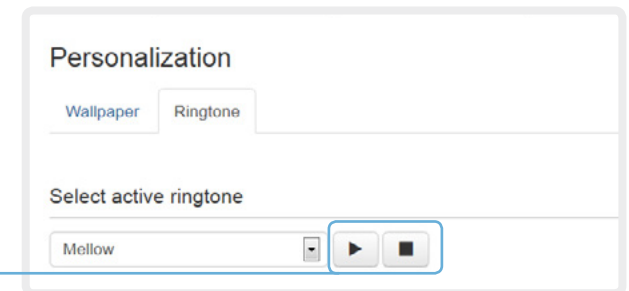 Personalization
Wallpaper Ringtone
Select active ringtone
Mellow